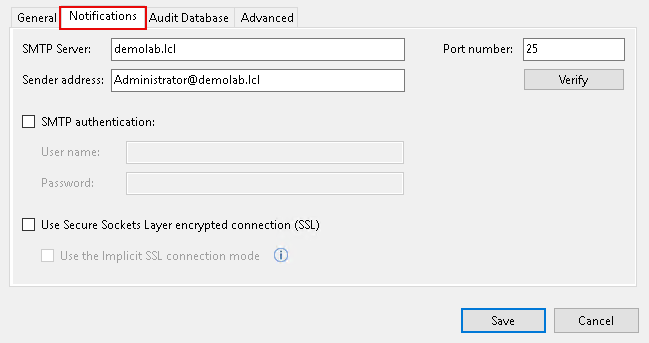 General Notifications Audit Database Advanced
SMTP Server: demolab.lcl Port number: 25
Sender address: Administrator@demolab.lcl Verify
SMTP authentication:
User name:
Password:
Use Secure Sockets Layer encrypted connection (SSL)
Use the Implicit SSL connection mode i
Save Cancel